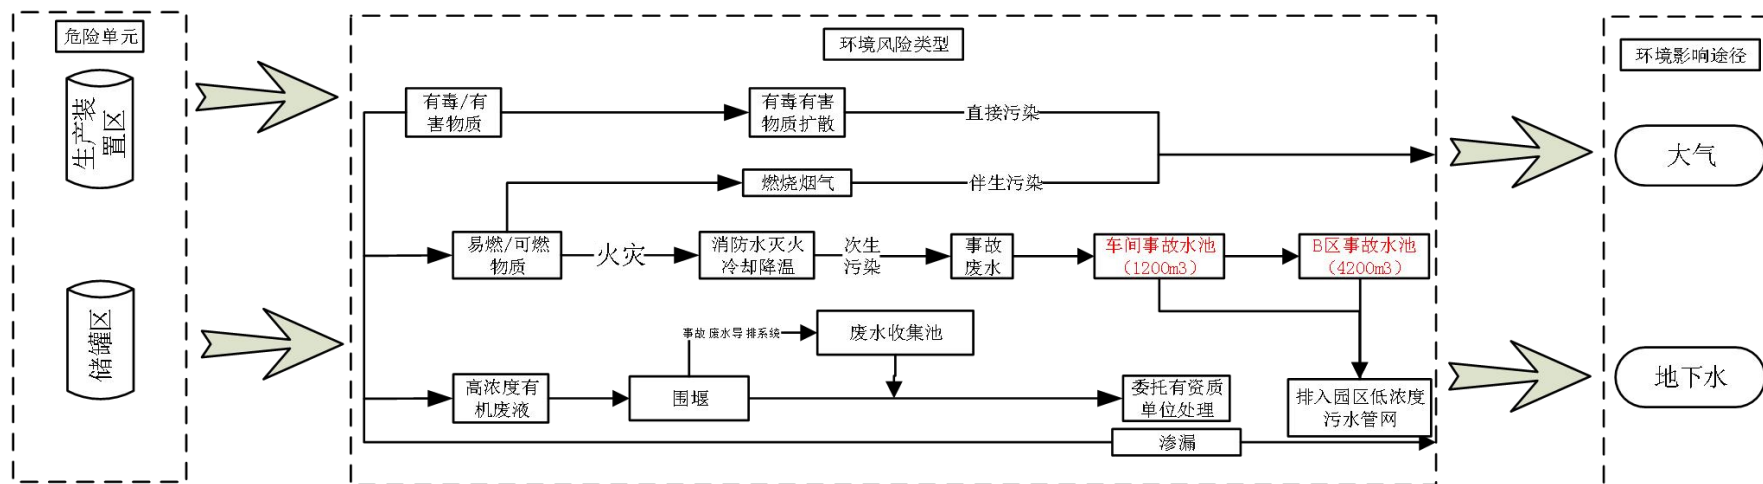 危险单元
生产装
置区
储罐区
环境风险类型
有毒/有
害物质
有毒有害
物质扩散
直接污染
燃烧烟气
伴生污染
易燃/可燃
物质
火灾
消防水灭火
冷却降温
次生
污染
事故
废水
车间事故水池
（1200m3）
B区事故水池
（4200m3）
事故废水导排系统
废水收集池
高浓度有
机废液
围堰
委托有资质
单位处理
排入园区低浓度
污水管网
渗漏
环境影响途径
大气
地下水